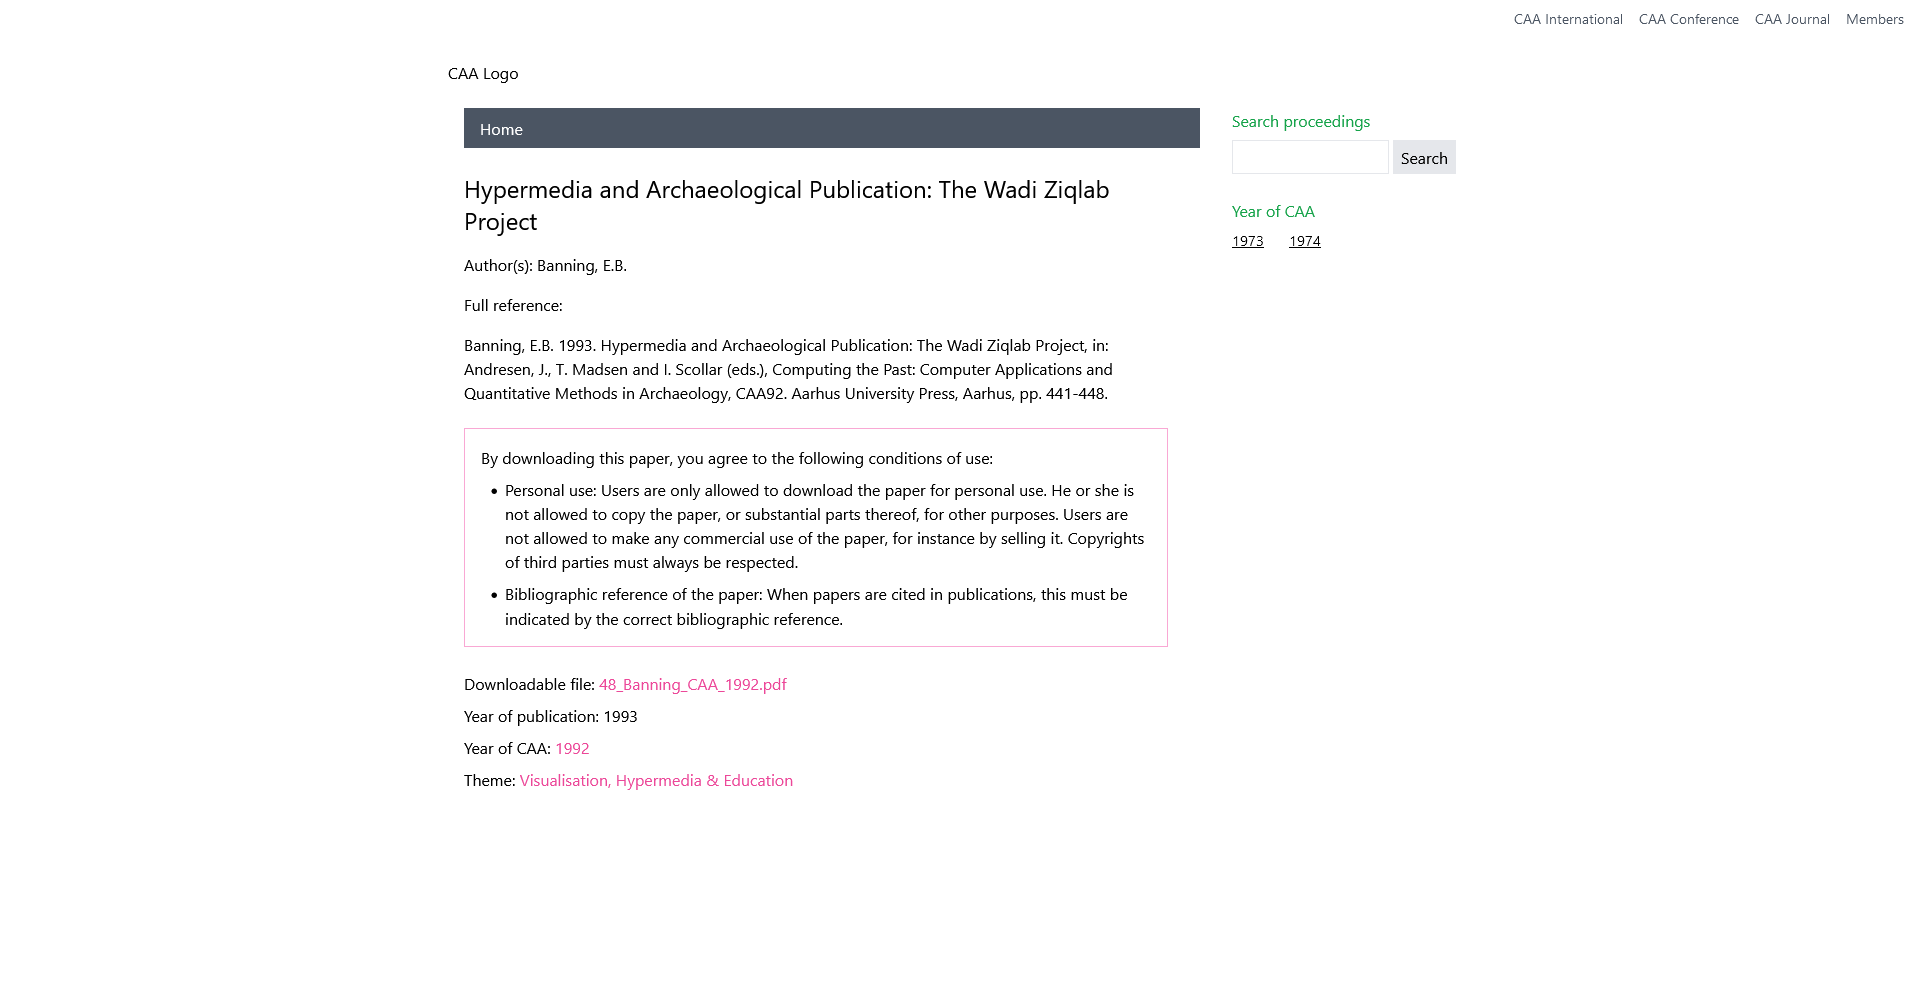 CAA International CAA Conference CAA Journal Members
CAA Logo
Home
Hypermedia and Archaeological Publication: The Wadi Ziqlab
Project
Author(s): Banning, E.B.
Full reference:
Banning, E.B. 1993. Hypermedia and Archaeological Publication: The Wadi Ziqlab Project, in:
Andresen, J., T. Madsen and I. Scollar (eds.), Computing the Past: Computer Applications and
Quantitative Methods in Archaeology, CAA92. Aarhus University Press, Aarhus, pp. 441-448.
By downloading this paper, you agree to the following conditions of use:
• Personal use: Users are only allowed to download the paper for personal use. He or she is
not allowed to copy the paper, or substantial parts thereof, for other purposes. Users are
not allowed to make any commercial use of the paper, for instance by selling it. Copyrights
of third parties must always be respected.
• Bibliographic reference of the paper: When papers are cited in publications, this must be
indicated by the correct bibliographic reference.
Downloadable file: 48_Banning_CAA_1992.pdf
Year of publication: 1993
Year of CAA: 1992
Theme: Visualisation, Hypermedia & Education
Search proceedings
Search
Year of CAA
1973 1974